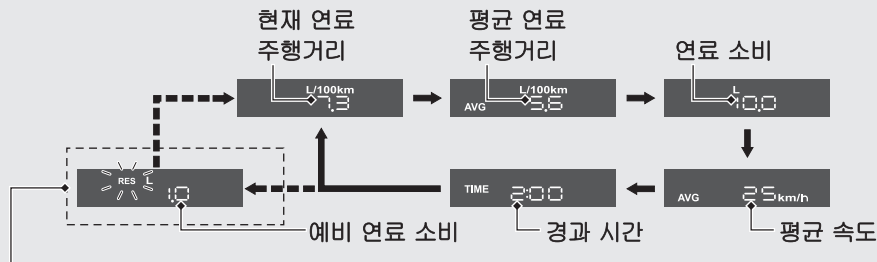 현재 연료
주행거리
평균 연료
주행거리
연료 소비
L/100km
7.3
L/100km
AVG 5.6
L
10.0
RES L
1.0
TIME 2:00
AVG 25km/h
예비 연료 소비
경과 시간
평균 속도